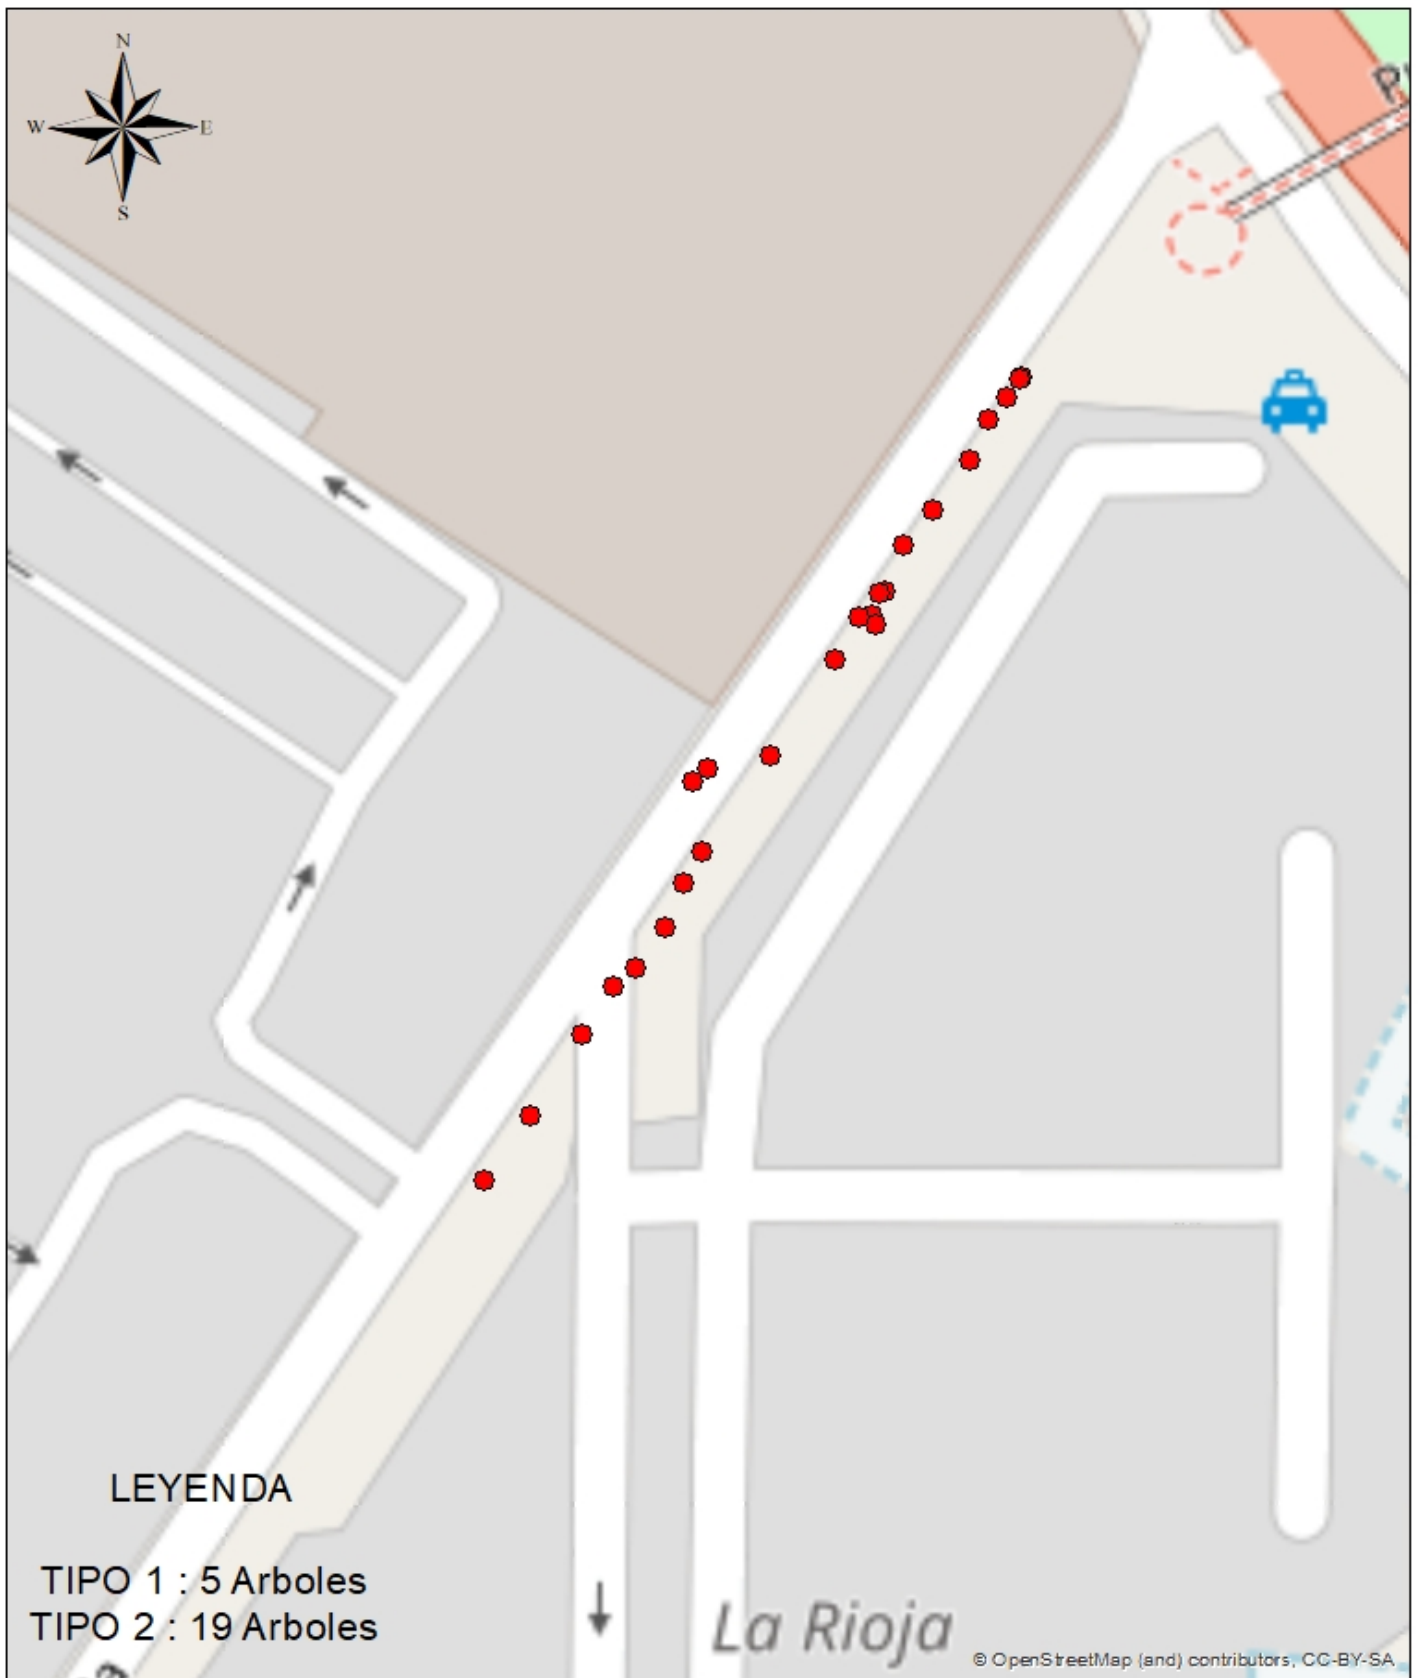 N
W E
S
LEYENDA
TIPO 1 : 5 Arboles
TIPO 2 : 19 Arboles
La Rioja
© OpenStreetMap (and) contributors, CC-BY-SA